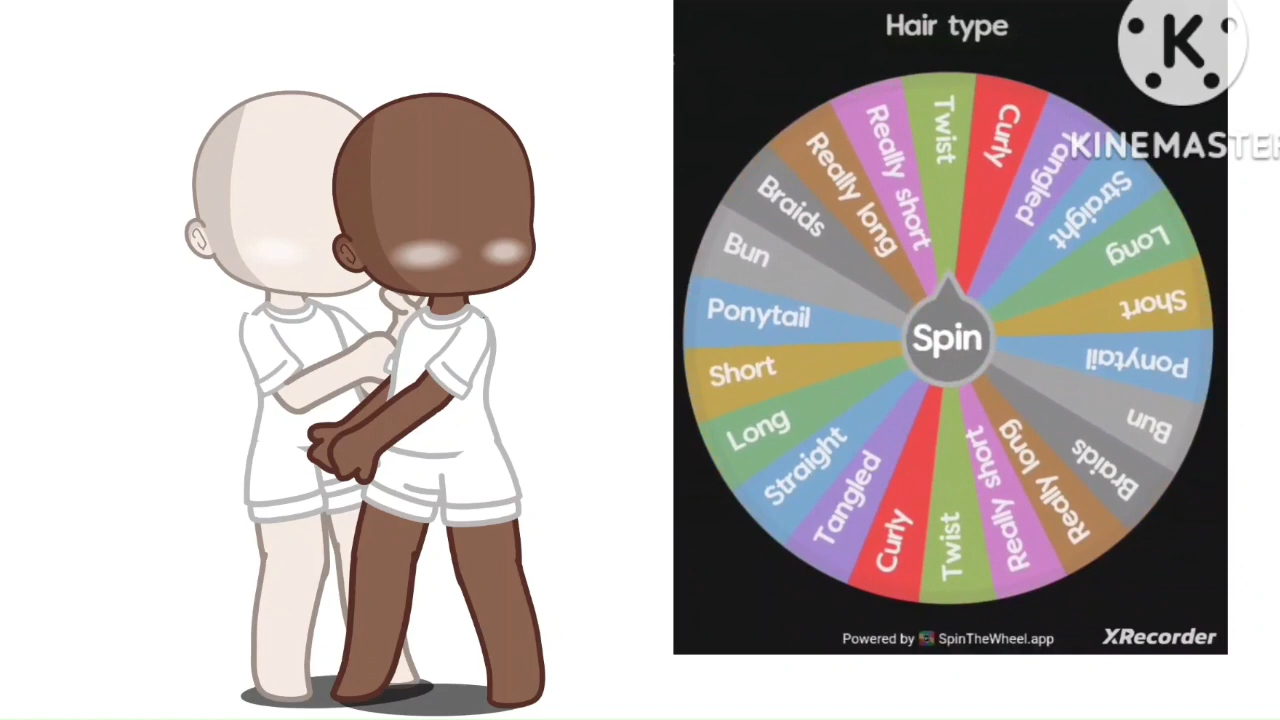 Hair type
K
KINEMASTER
Twist
Curly
Tangled
Straight
Long
Short
Ponytail
Bun
Braids
Really long
Really short
Twist
Curly
Tangled
Straight
Long
Short
Ponytail
Bun
Braids
Really long
Really short
Spin
Powered by SpinTheWheel.app
XRecorder